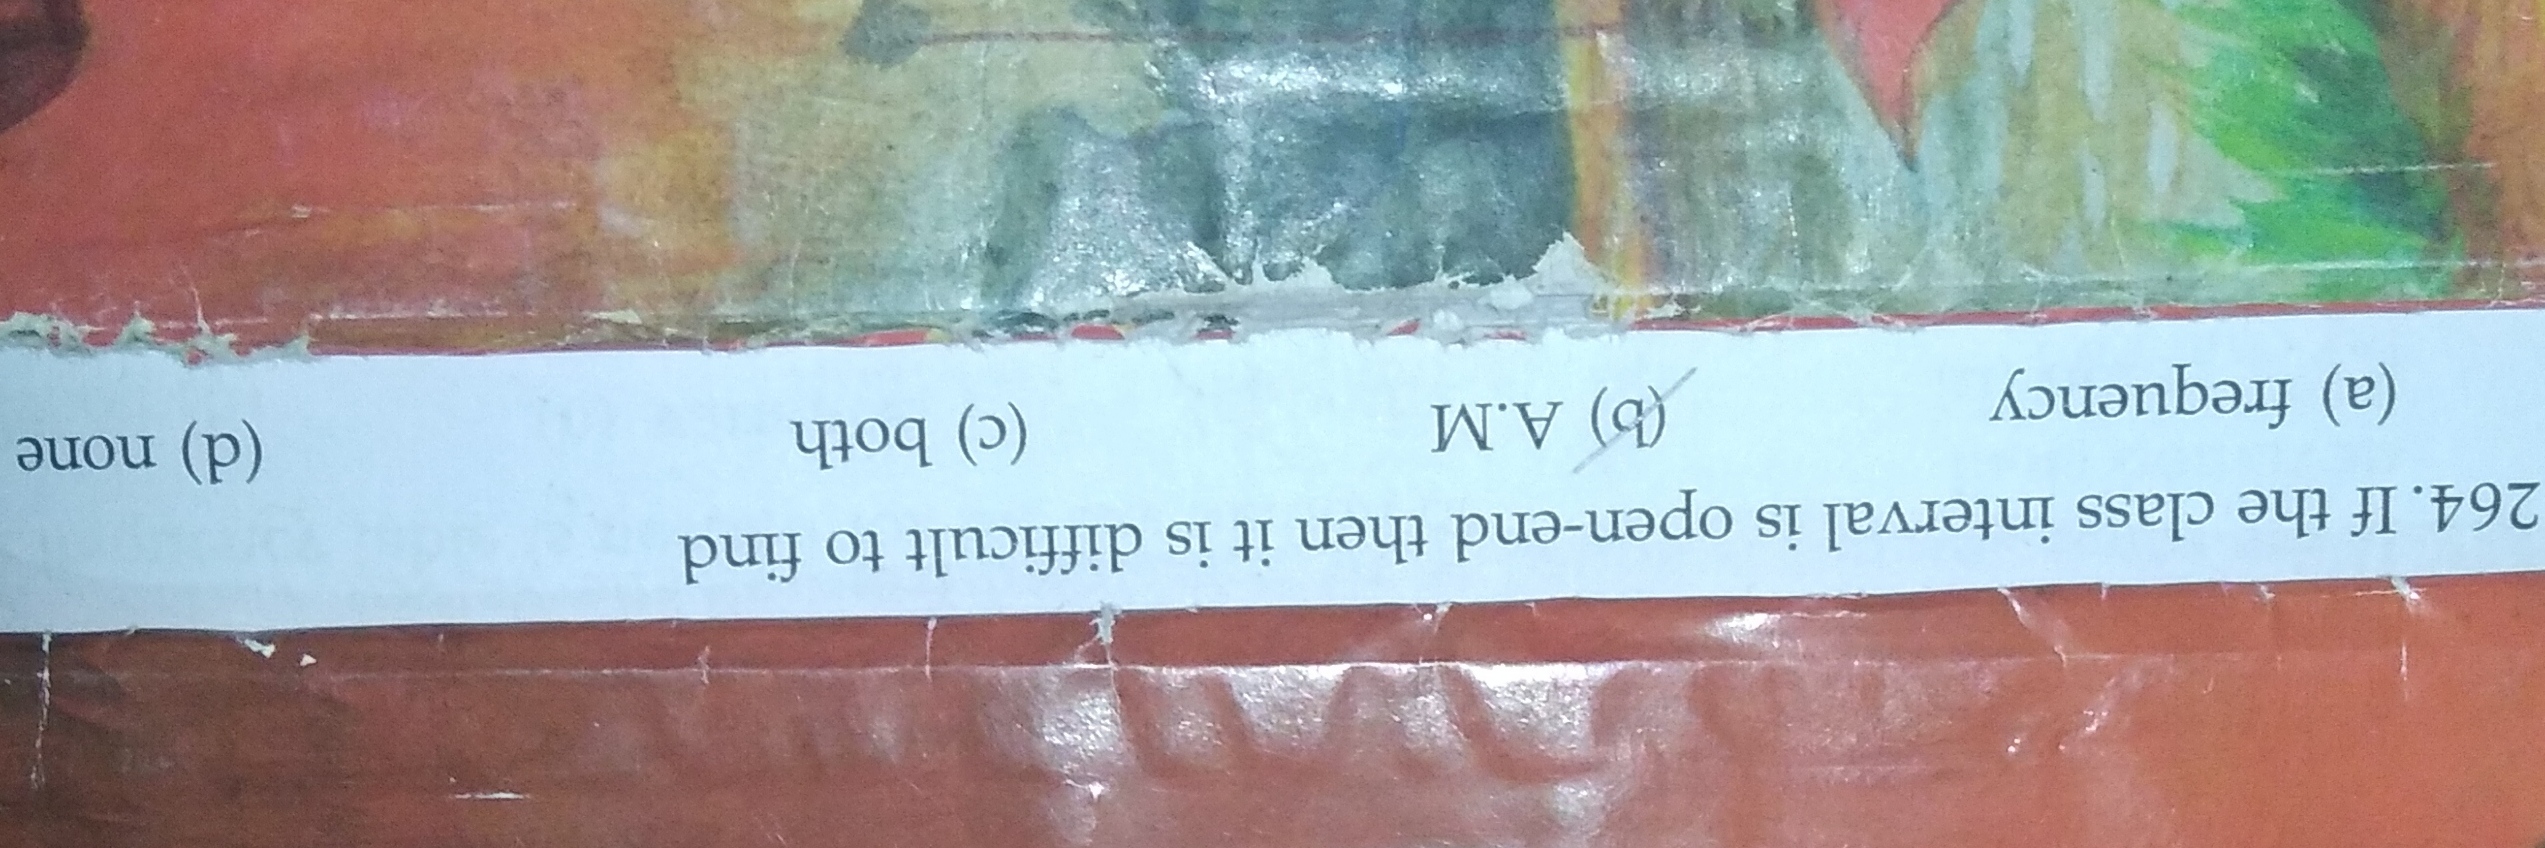 264. If the class interval is open-end then it is difficult to find
(a) frequency (b) A.M (c) both (d) none